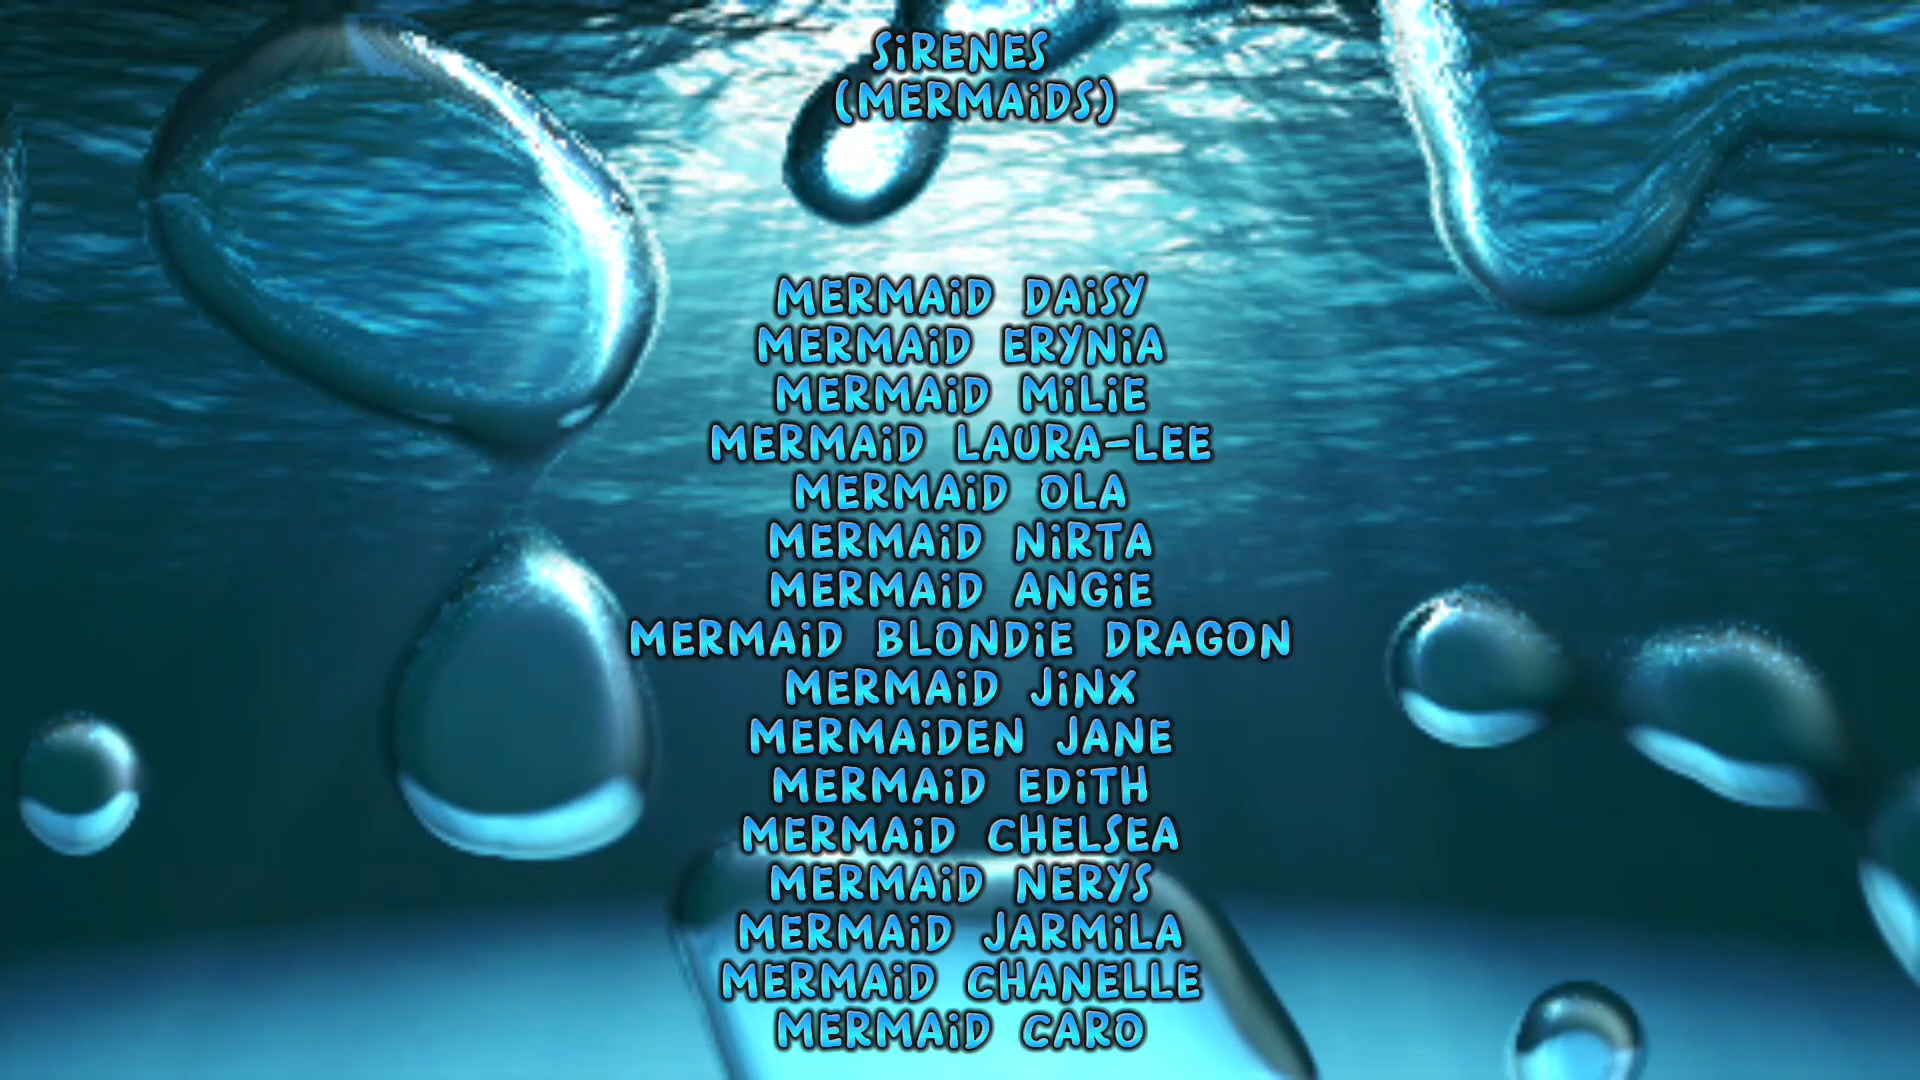 SiRENES
(MERMAiDS)
MERMAiD DAiSY
MERMAiD ERYNiA
MERMAiD MiLiE
MERMAiD LAURA-LEE
MERMAiD OLA
MERMAiD NiRTA
MERMAiD ANGiE
MERMAiD BLONDiE DRAGON
MERMAiD JiNX
MERMAiDEN JANE
MERMAiD EDiTH
MERMAiD CHELSEA
MERMAiD NERYS
MERMAiD JARMiLA
MERMAiD CHANELLE
MERMAiD CARO